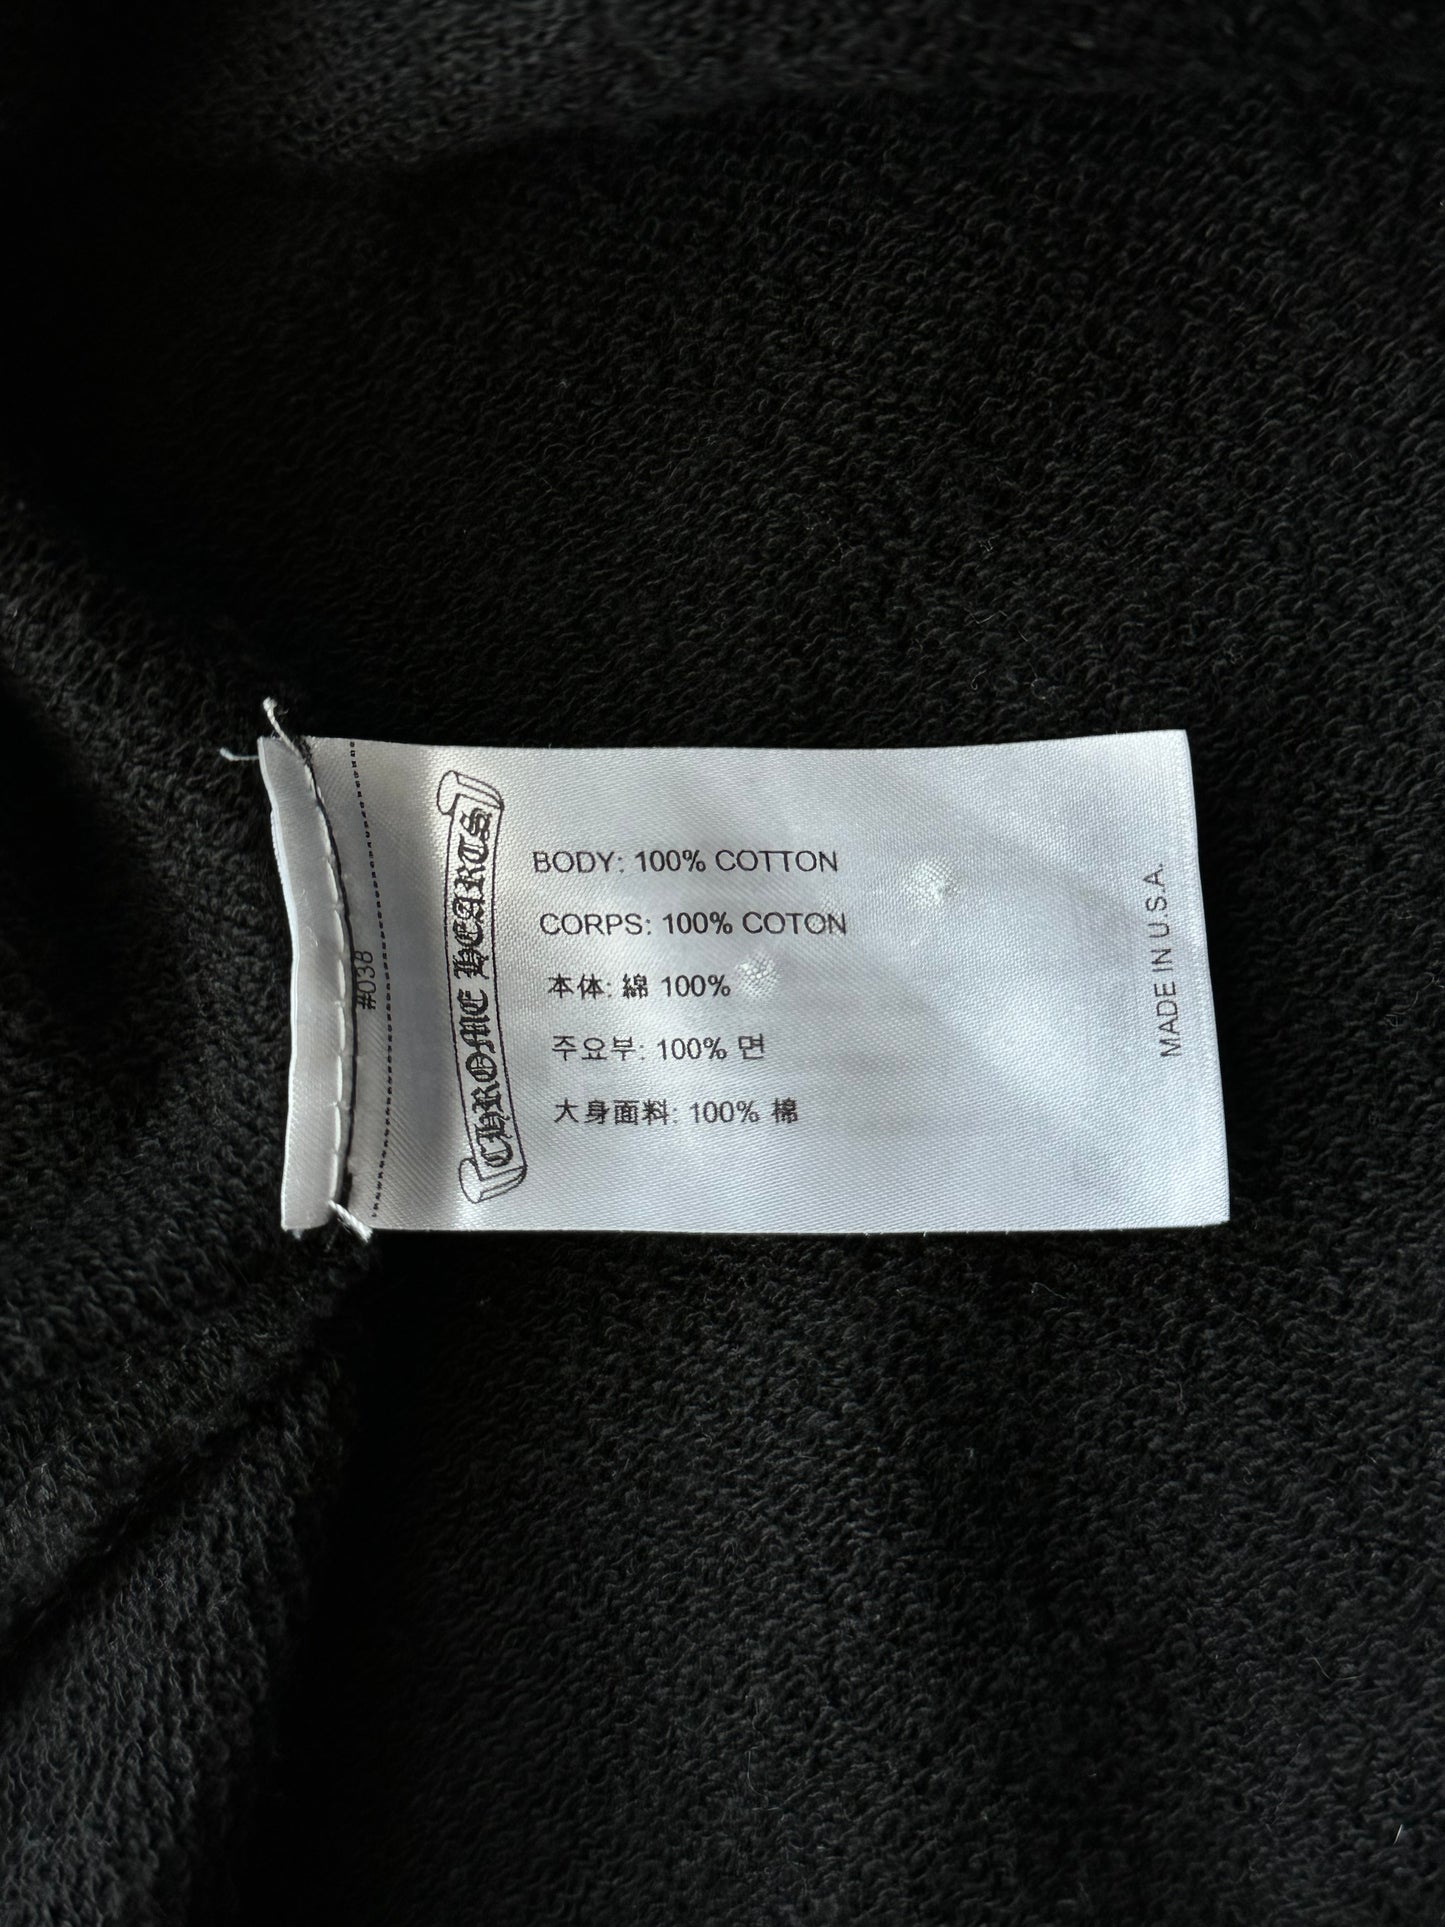 #038
CHROME HEARTS
BODY: 100% COTTON
CORPS: 100% COTON
本体: 綿 100%
주요부: 100% 면
大身面料: 100% 棉
MADE IN U.S.A.